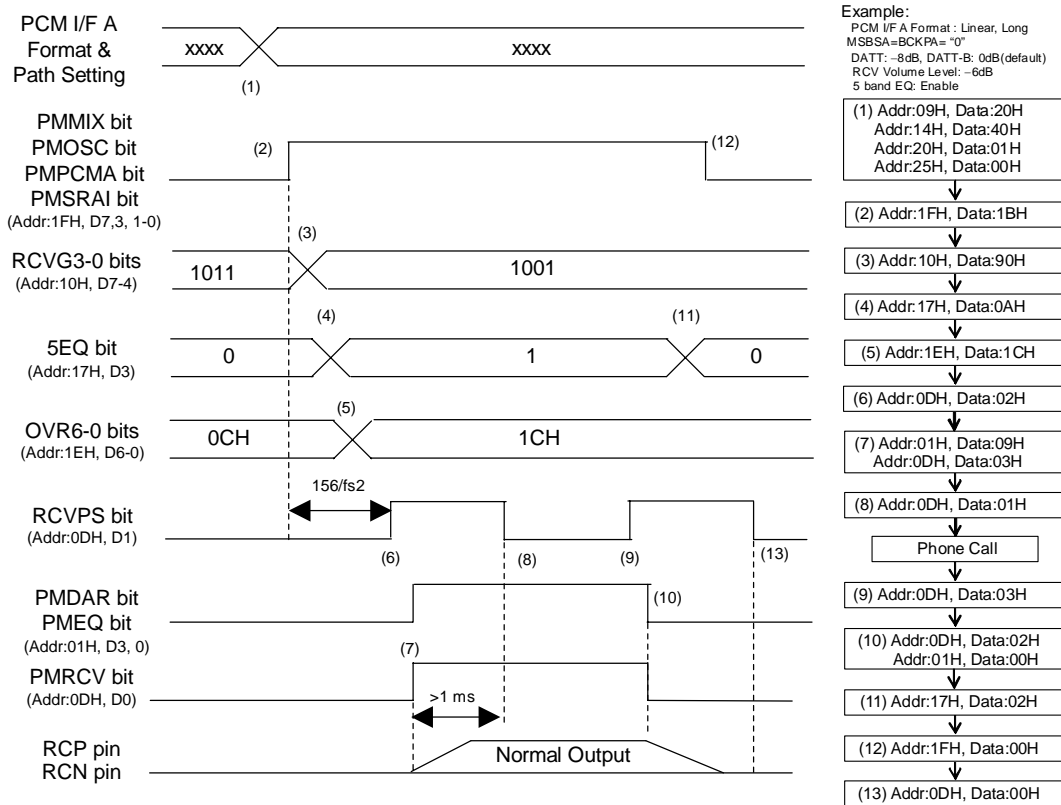 PCM I/F A
Format &
Path Setting
xxxx
xxxx
(1)
PMMIX bit
PMOSC bit
PMPCMA bit
PMSRAI bit
(Addr:1FH, D7,3, 1-0)
(2)
(12)
RCVG3-0 bits
(Addr:10H, D7-4)
1011
(3)
1001
5EQ bit
(Addr:17H, D3)
0
(4)
1
(11)
0
OVR6-0 bits
(Addr:1EH, D6-0)
0CH
(5)
1CH
156/fs2
RCVPS bit
(Addr:0DH, D1)
(6)
(8)
(9)
(13)
PMDAR bit
PMEQ bit
(Addr:01H, D3, 0)
(10)
(7)
PMRCV bit
(Addr:0DH, D0)
>1 ms
RCP pin
RCN pin
Normal Output
Example:
PCM I/F A Format : Linear, Long
MSBSA=BCKPA= “0”
DATT: −8dB, DATT-B: 0dB(default)
RCV Volume Level: −6dB
5 band EQ: Enable
(1) Addr:09H, Data:20H
Addr:14H, Data:40H
Addr:20H, Data:01H
Addr:25H, Data:00H
(2) Addr:1FH, Data:1BH
(3) Addr:10H, Data:90H
(4) Addr:17H, Data:0AH
(5) Addr:1EH, Data:1CH
(6) Addr:0DH, Data:02H
(7) Addr:01H, Data:09H
Addr:0DH, Data:03H
(8) Addr:0DH, Data:01H
Phone Call
(9) Addr:0DH, Data:03H
(10) Addr:0DH, Data:02H
Addr:01H, Data:00H
(11) Addr:17H, Data:02H
(12) Addr:1FH, Data:00H
(13) Addr:0DH, Data:00H